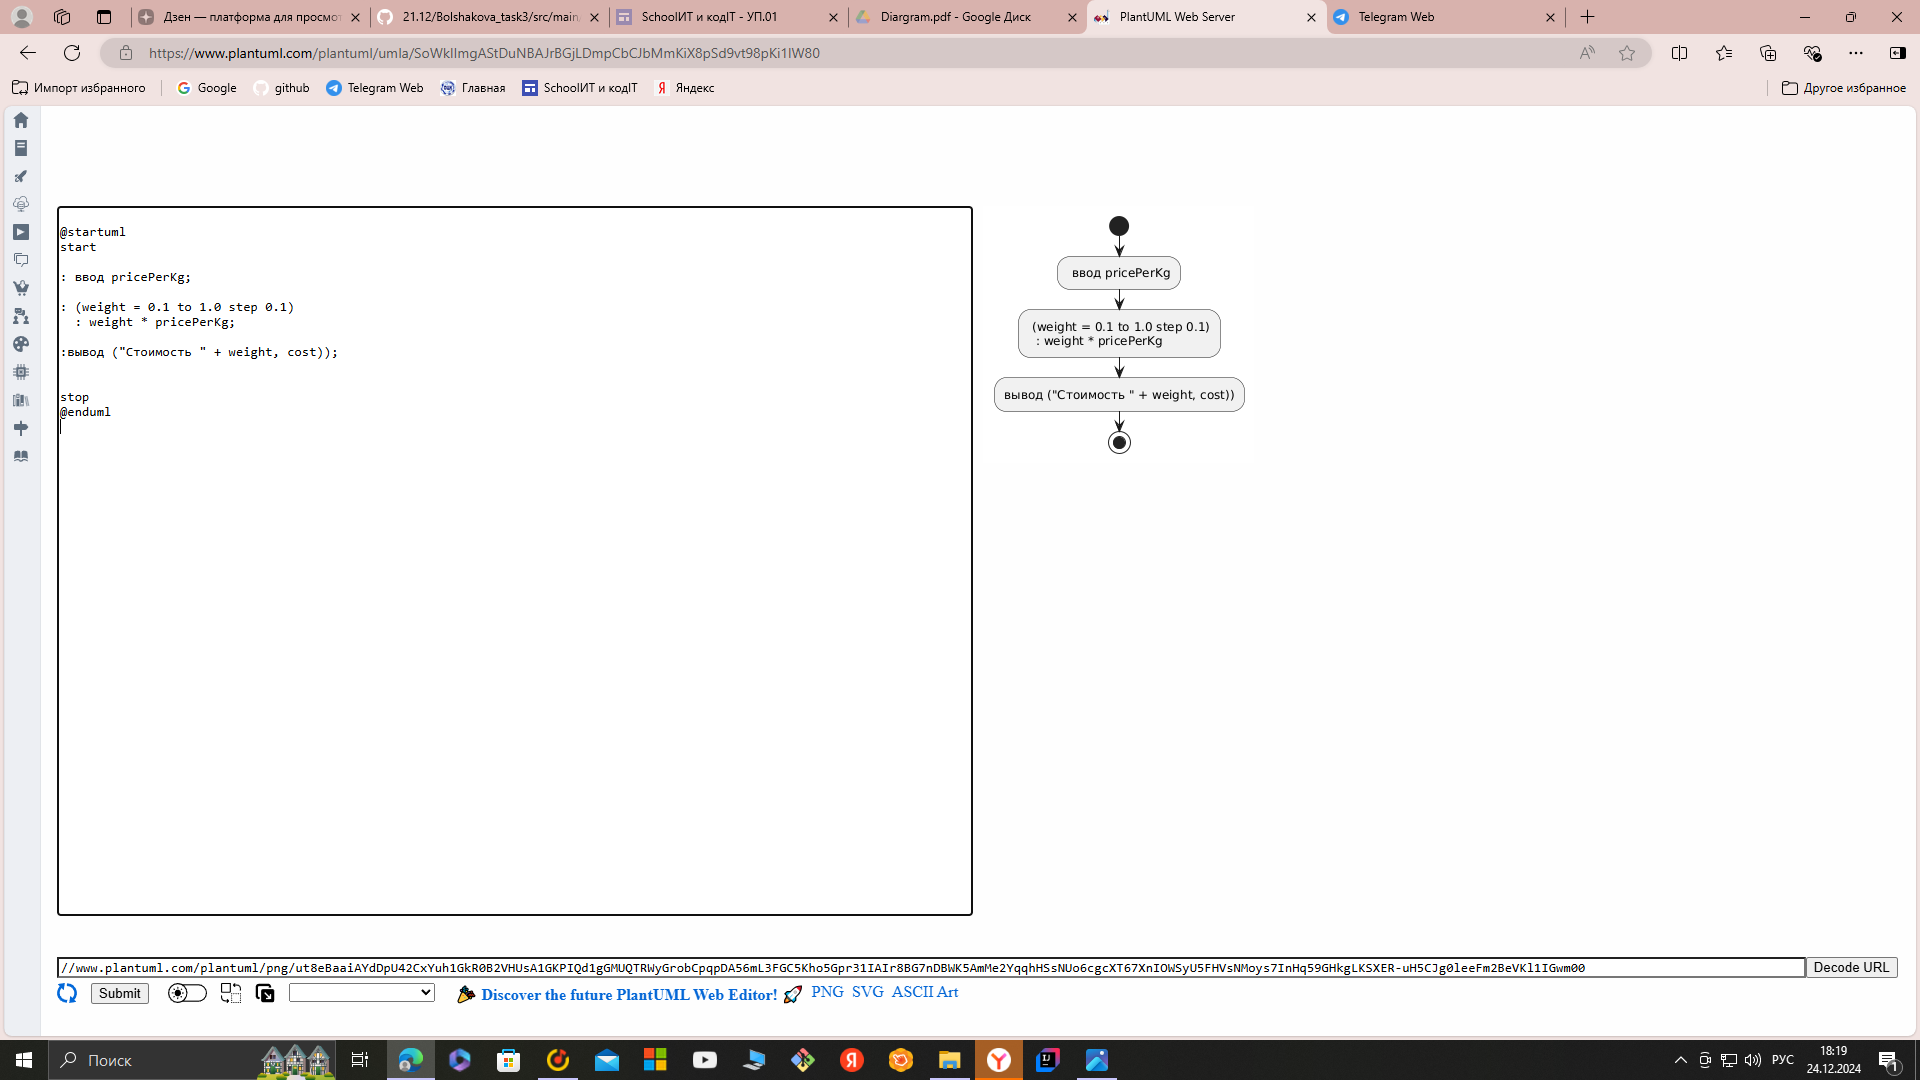 Дзен — платформа для просмот
21.12/Bolshakova_task3/src/main
SchoolИТ и кодIT - УП.01
Diargram.pdf - Google Диск
PlantUML Web Server
Telegram Web
https://www.plantuml.com/plantuml/umla/SoWkIImgAStDuNBAJrBGjLDmpCbCJbMmKiX8pSd9vt98pKi1IW80
Импорт избранного
Google
github
Telegram Web
Главная
SchoolИТ и кодIT
Яндекс
Другое избранное
@startuml
start
: ввод pricePerKg;
: (weight = 0.1 to 1.0 step 0.1)
: weight * pricePerKg;
:вывод ("Стоимость " + weight, cost));
stop
@enduml
ввод pricePerKg
(weight = 0.1 to 1.0 step 0.1)
: weight * pricePerKg
вывод ("Стоимость " + weight, cost))
//www.plantuml.com/plantuml/png/ut8eBaaiAYdDpU42CxYuh1GkR0B2VHUsA1GKPIQd1gGMUQTRWyGrobCpqpDA56mL3FGC5Kho5Gpr31IAIr8BG7nDBWK5AmMe2YqqhHSsNUo6cgcXT67XnIOWSyU5FHVsNMoys7InHq59GHkgLKSXER-uH5CJg0leeFm2BeVKl1IGwm00
Decode URL
Submit
Discover the future PlantUML Web Editor!
PNG SVG ASCII Art
Поиск
РУС
18:19
24.12.2024
1